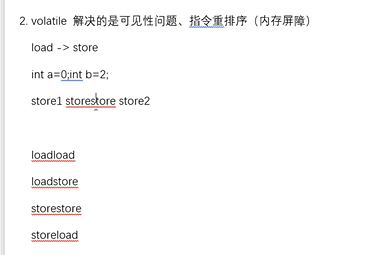 2. volatile 解决的是可见性问题、指令重排序（内存屏障）
load -> store
int a=0;int b=2;
store1 storestore store2
loadload
loadstore
storestore
storeload